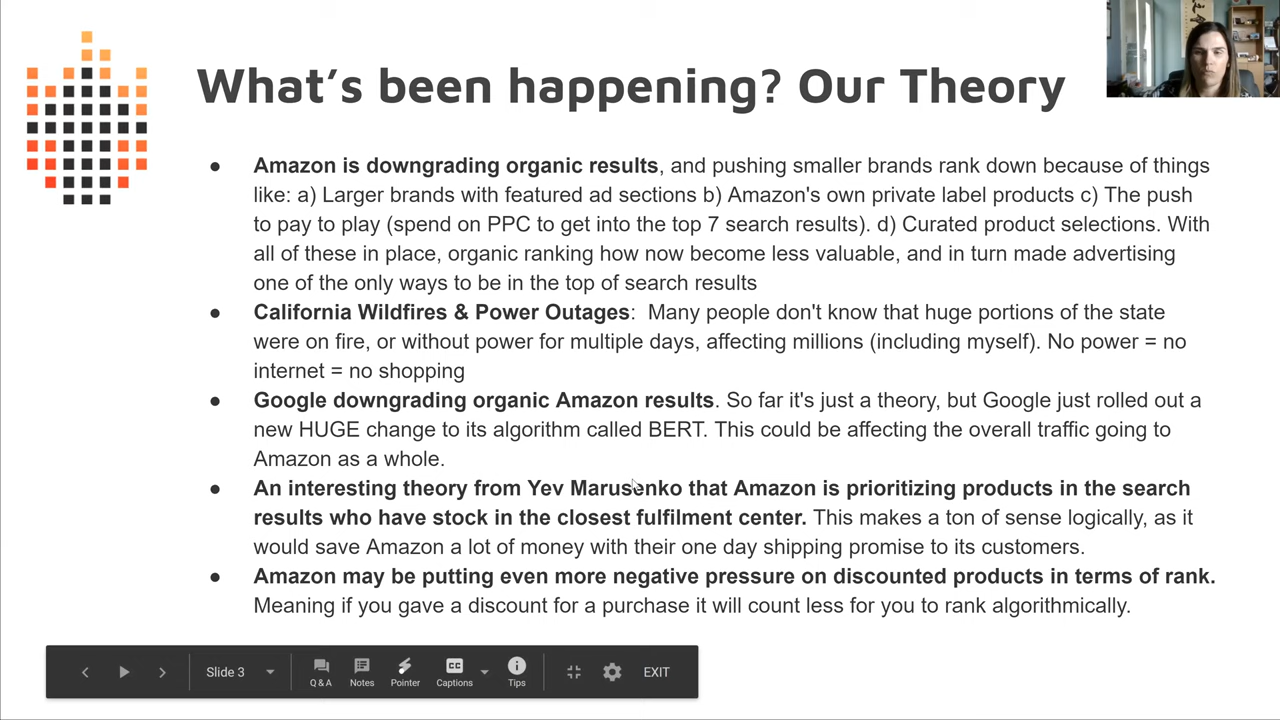 What's been happening? Our Theory
● Amazon is downgrading organic results, and pushing smaller brands rank down because of things
like: a) Larger brands with featured ad sections b) Amazon's own private label products c) The push
to pay to play (spend on PPC to get into the top 7 search results). d) Curated product selections. With
all of these in place, organic ranking how now become less valuable, and in turn made advertising
one of the only ways to be in the top of search results
● California Wildfires & Power Outages:  Many people don't know that huge portions of the state
were on fire, or without power for multiple days, affecting millions (including myself). No power = no
internet = no shopping
● Google downgrading organic Amazon results. So far it's just a theory, but Google just rolled out a
new HUGE change to its algorithm called BERT. This could be affecting the overall traffic going to
Amazon as a whole.
● An interesting theory from Yev Marusenko that Amazon is prioritizing products in the search
results who have stock in the closest fulfilment center. This makes a ton of sense logically, as it
would save Amazon a lot of money with their one day shipping promise to its customers.
● Amazon may be putting even more negative pressure on discounted products in terms of rank.
Meaning if you gave a discount for a purchase it will count less for you to rank algorithmically.
Slide 3
Q & A
Notes
Pointer
CC
Captions
Tips
EXIT